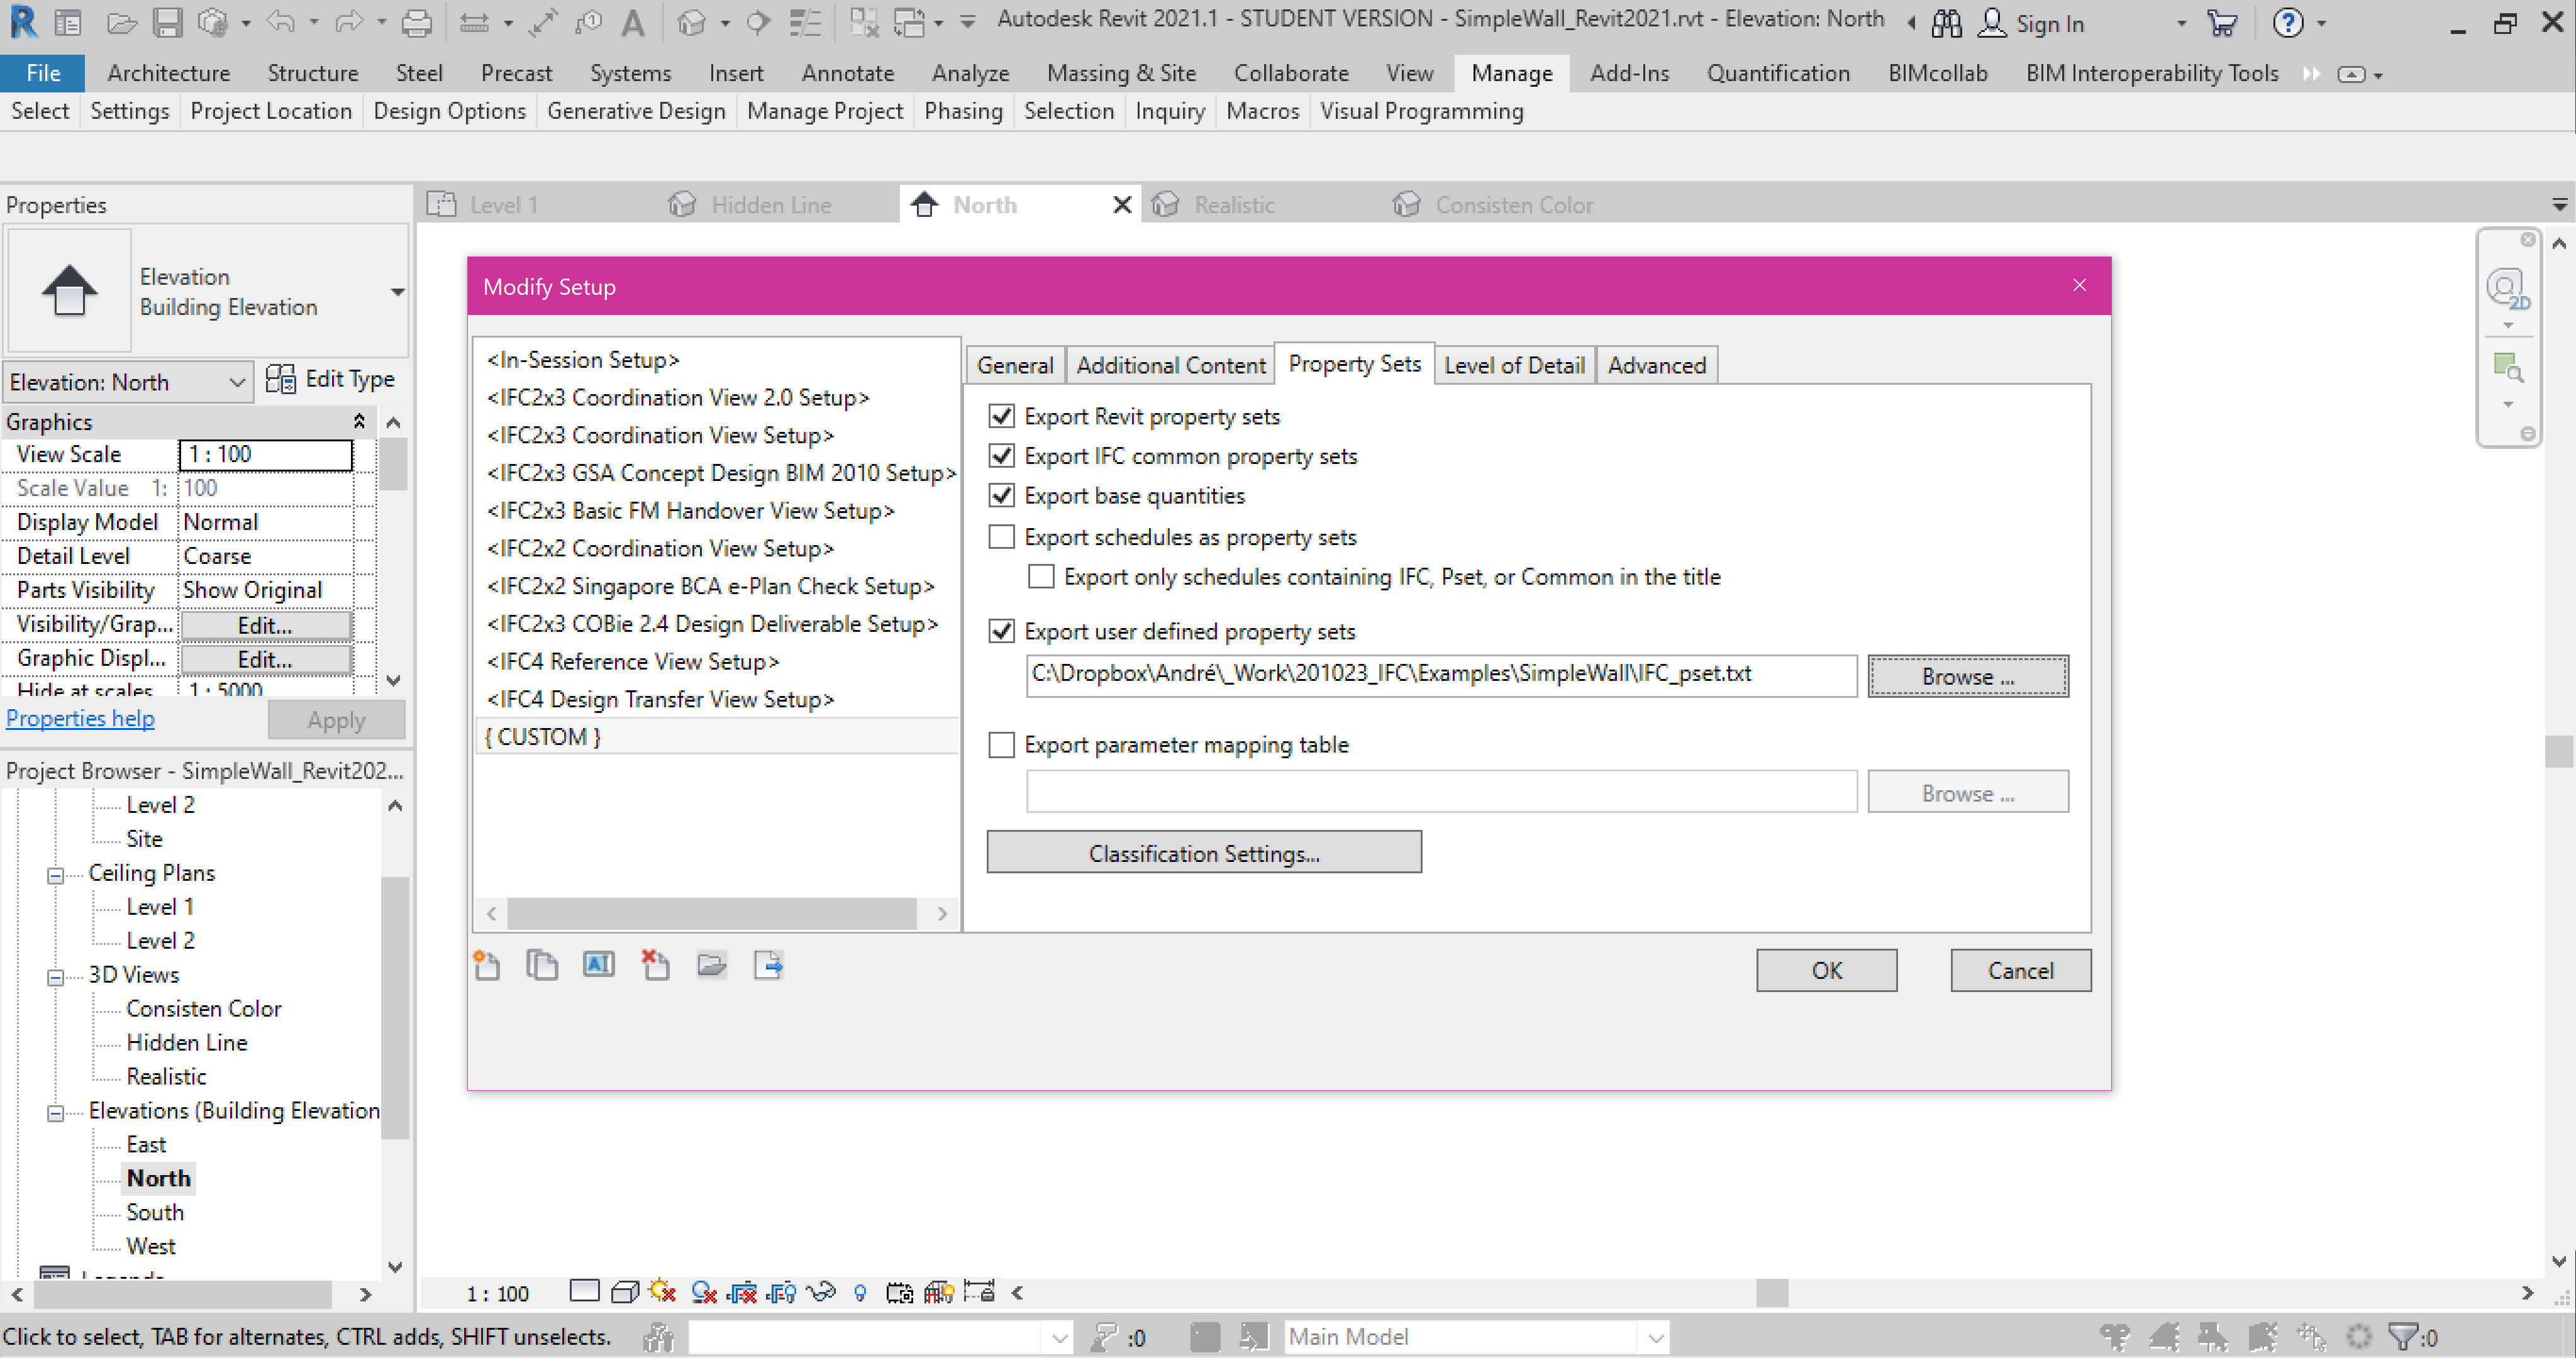 Autodesk Revit 2021.1 - STUDENT VERSION - SimpleWall_Revit2021.rvt - Elevation: North
Sign In
File Architecture Structure Steel Precast Systems Insert Annotate Analyze Massing & Site Collaborate View Manage Add-Ins Quantification BIMcollab BIM Interoperability Tools
Select Settings Project Location Design Options Generative Design Manage Project Phasing Selection Inquiry Macros Visual Programming
Properties
Elevation
Building Elevation
Elevation: North Edit Type
Graphics
View Scale 1 : 100
Scale Value 1: 100
Display Model Normal
Detail Level Coarse
Parts Visibility Show Original
Visibility/Grap... Edit...
Graphic Displ... Edit...
Hide at scales 1 : 5000
Properties help Apply
Project Browser - SimpleWall_Revit202...
Level 2
Site
Ceiling Plans
Level 1
Level 2
3D Views
Consisten Color
Hidden Line
Realistic
Elevations (Building Elevation
East
North
South
West
Level 1 Hidden Line North Realistic Consisten Color
2D
Modify Setup
<In-Session Setup>
<IFC2x3 Coordination View 2.0 Setup>
<IFC2x3 Coordination View Setup>
<IFC2x3 GSA Concept Design BIM 2010 Setup>
<IFC2x3 Basic FM Handover View Setup>
<IFC2x2 Coordination View Setup>
<IFC2x2 Singapore BCA e-Plan Check Setup>
<IFC2x3 COBie 2.4 Design Deliverable Setup>
<IFC4 Reference View Setup>
<IFC4 Design Transfer View Setup>
{ CUSTOM }
General Additional Content Property Sets Level of Detail Advanced
Export Revit property sets
Export IFC common property sets
Export base quantities
Export schedules as property sets
Export only schedules containing IFC, Pset, or Common in the title
Export user defined property sets
C:\Dropbox\André\_Work\201023_IFC\Examples\SimpleWall\IFC_pset.txt Browse ...
Export parameter mapping table
Browse ...
Classification Settings...
OK Cancel
1 : 100
Click to select, TAB for alternates, CTRL adds, SHIFT unselects.
:0
Main Model
:0